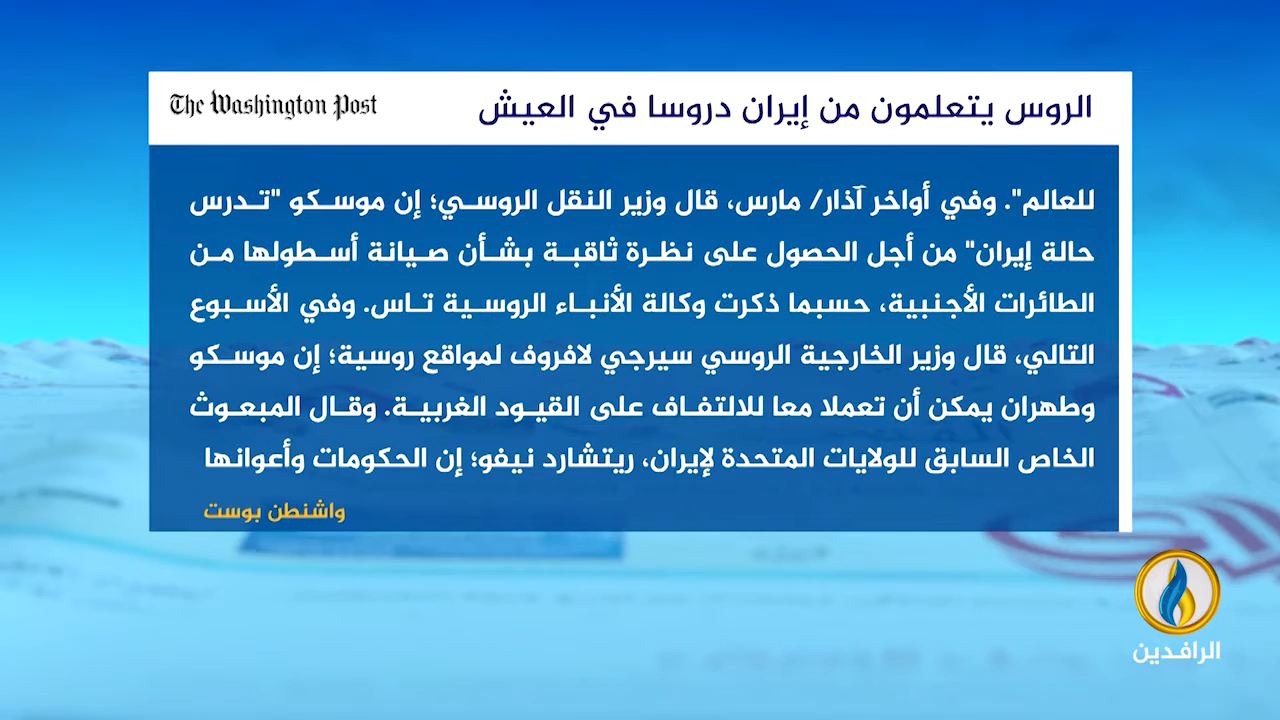 الروس يتعلمون من إيران دروسا في العيش
The Washington Post
للعالم". وفي أواخر آذار/ مارس، قال وزير النقل الروسي؛ إن موسكو "تدرس
حالة إيران" من أجل الحصول على نظرة ثاقبة بشأن صيانة أسطولها من
الطائرات الأجنبية، حسبما ذكرت وكالة الأنباء الروسية تاس. وفي الأسبوع
التالي، قال وزير الخارجية الروسي سيرجي لافروف لمواقع روسية؛ إن موسكو
وطهران يمكن أن تعملا معا للالتفاف على القيود الغربية. وقال المبعوث
الخاص السابق للولايات المتحدة لإيران، ريتشارد نيفو؛ إن الحكومات وأعوانها
واشنطن بوست
الرافدين